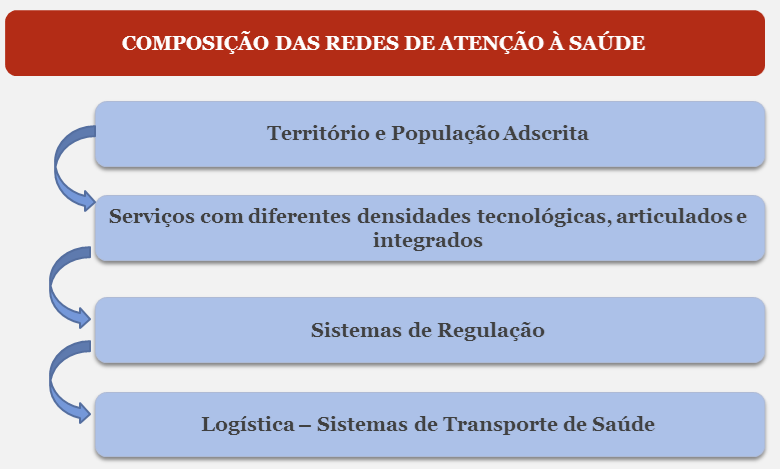 COMPOSIÇÃO DAS REDES DE ATENÇÃO À SAÚDE
Território e População Adscrita
Serviços com diferentes densidades tecnológicas, articulados e
integrados
Sistemas de Regulação
Logística – Sistemas de Transporte de Saúde